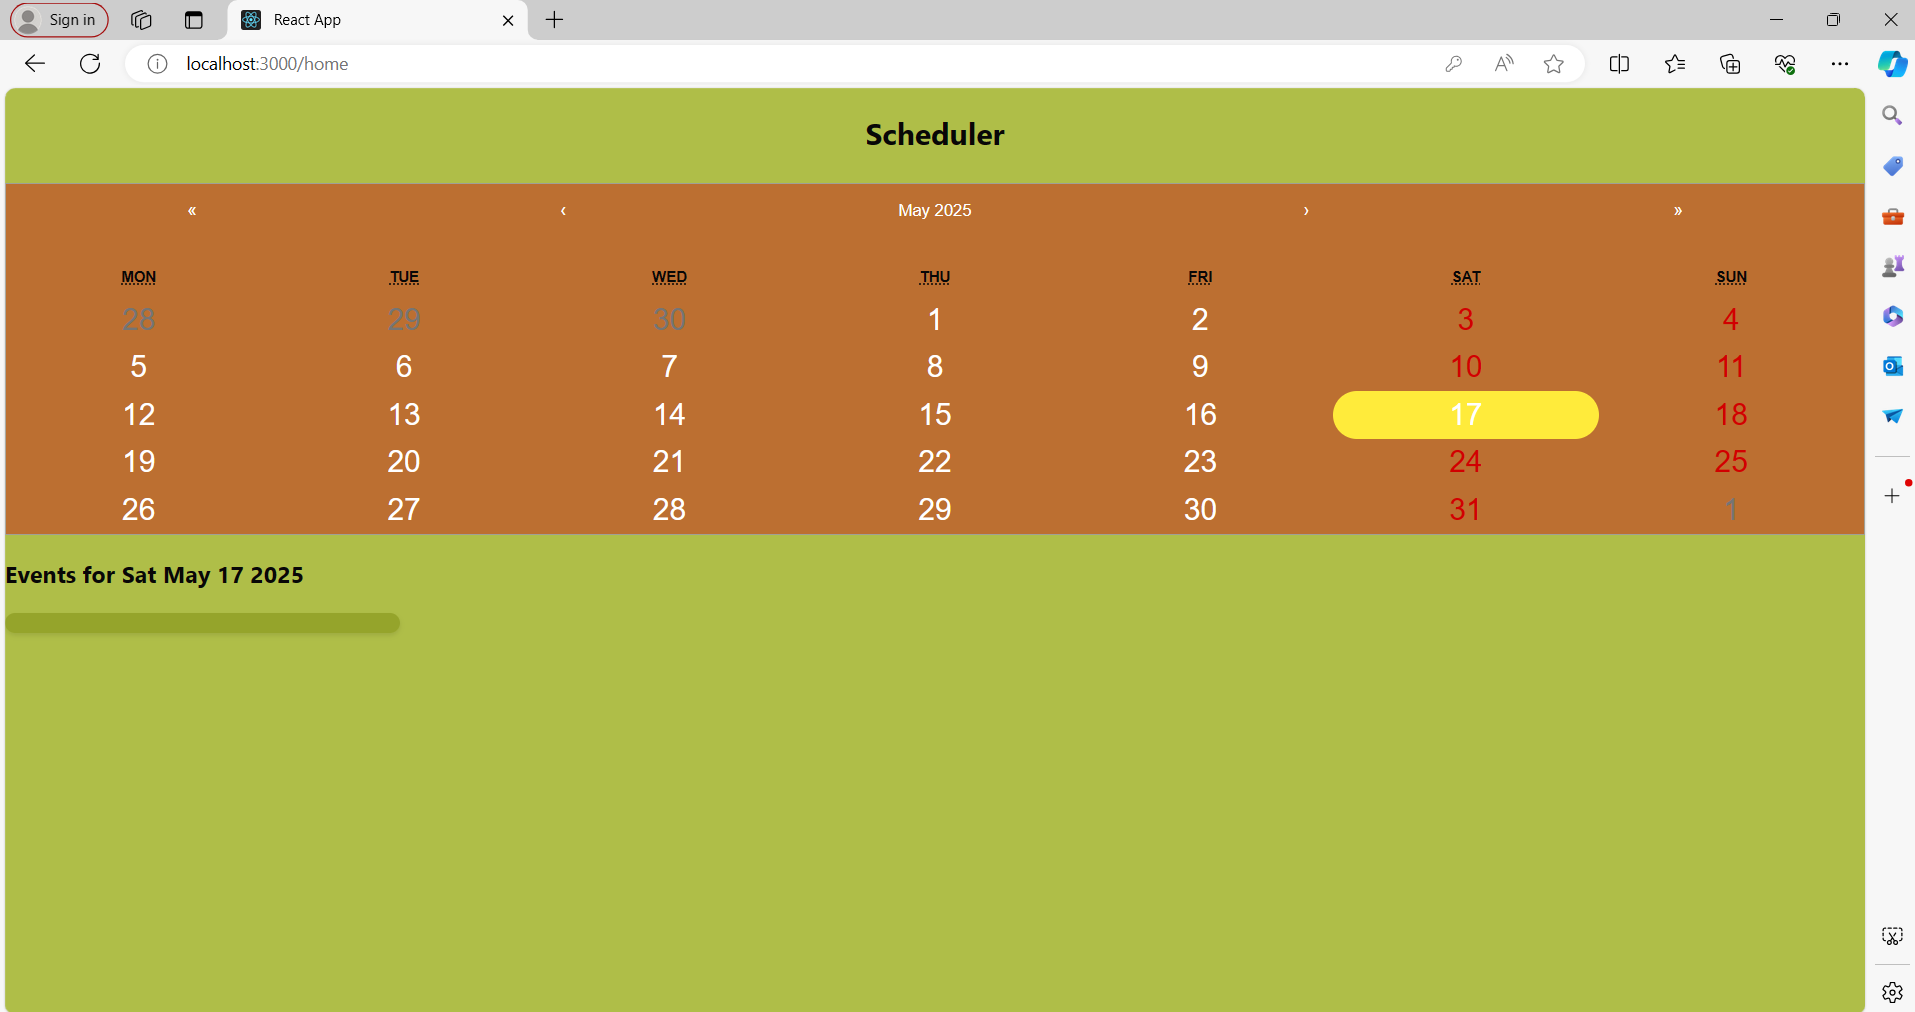 Sign in
React App
localhost:3000/home
Scheduler
« ‹ May 2025 › »
MON TUE WED THU FRI SAT SUN
28 29 30 1 2 3 4
5 6 7 8 9 10 11
12 13 14 15 16 17 18
19 20 21 22 23 24 25
26 27 28 29 30 31 1
Events for Sat May 17 2025